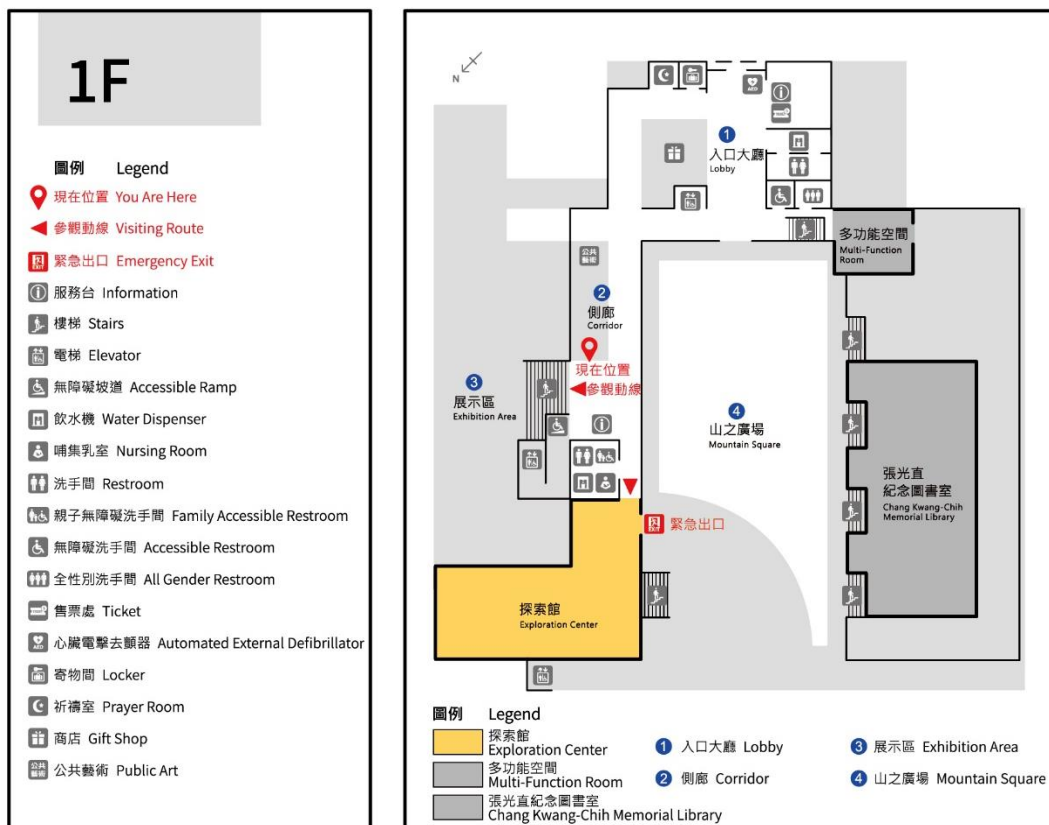 1F
圖例 Legend
現在位置 You Are Here
參觀動線 Visiting Route
緊急出口 Emergency Exit
服務台 Information
樓梯 Stairs
電梯 Elevator
無障礙坡道 Accessible Ramp
飲水機 Water Dispenser
哺集乳室 Nursing Room
洗手間 Restroom
親子無障礙洗手間 Family Accessible Restroom
無障礙洗手間 Accessible Restroom
全性別洗手間 All Gender Restroom
售票處 Ticket
心臟電擊去顫器 Automated External Defibrillator
寄物間 Locker
祈禱室 Prayer Room
商店 Gift Shop
公共藝術 Public Art
N
AED
1
入口大廳
Lobby
多功能空間
Multi-Function
Room
公共
藝術
2
側廊
Corridor
現在位置
參觀動線
3
展示區
Exhibition Area
4
山之廣場
Mountain Square
張光直
紀念圖書室
Chang Kwang-Chih
Memorial Library
EXIT
緊急出口
探索館
Exploration Center
圖例 Legend
探索館
Exploration Center
多功能空間
Multi-Function Room
張光直紀念圖書室
Chang Kwang-Chih Memorial Library
1 入口大廳 Lobby
2 側廊 Corridor
3 展示區 Exhibition Area
4 山之廣場 Mountain Square